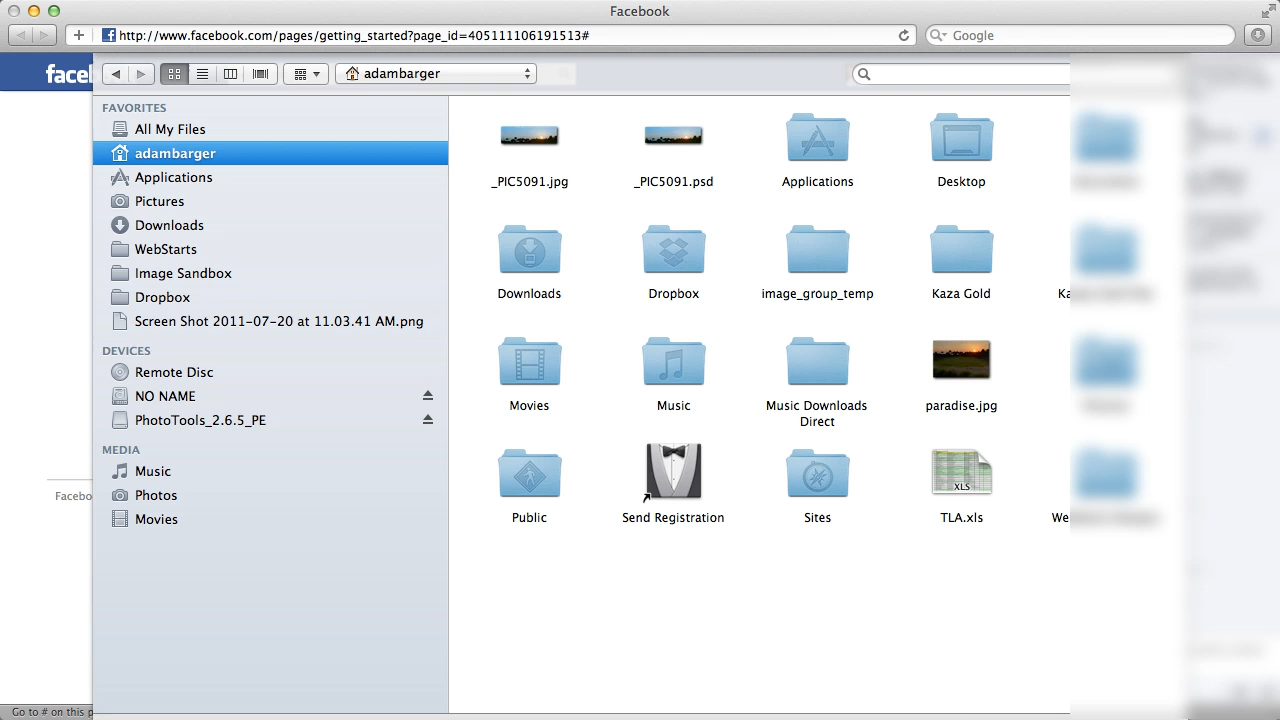 Facebook
http://www.facebook.com/pages/getting_started?page_id=405111106191513#
Google
adambarger
FAVORITES
All My Files
adambarger
Applications
Pictures
Downloads
WebStarts
Image Sandbox
Dropbox
Screen Shot 2011-07-20 at 11.03.41 AM.png
DEVICES
Remote Disc
NO NAME
PhotoTools_2.6.5_PE
MEDIA
Music
Photos
Movies
_PIC5091.jpg
_PIC5091.psd
Applications
Desktop
Downloads
Dropbox
image_group_temp
Kaza Gold
Ka
Movies
Music
Music Downloads
Direct
paradise.jpg
Public
Send Registration
Sites
XLS
TLA.xls
We
facel
Facebo
Go to # on this p